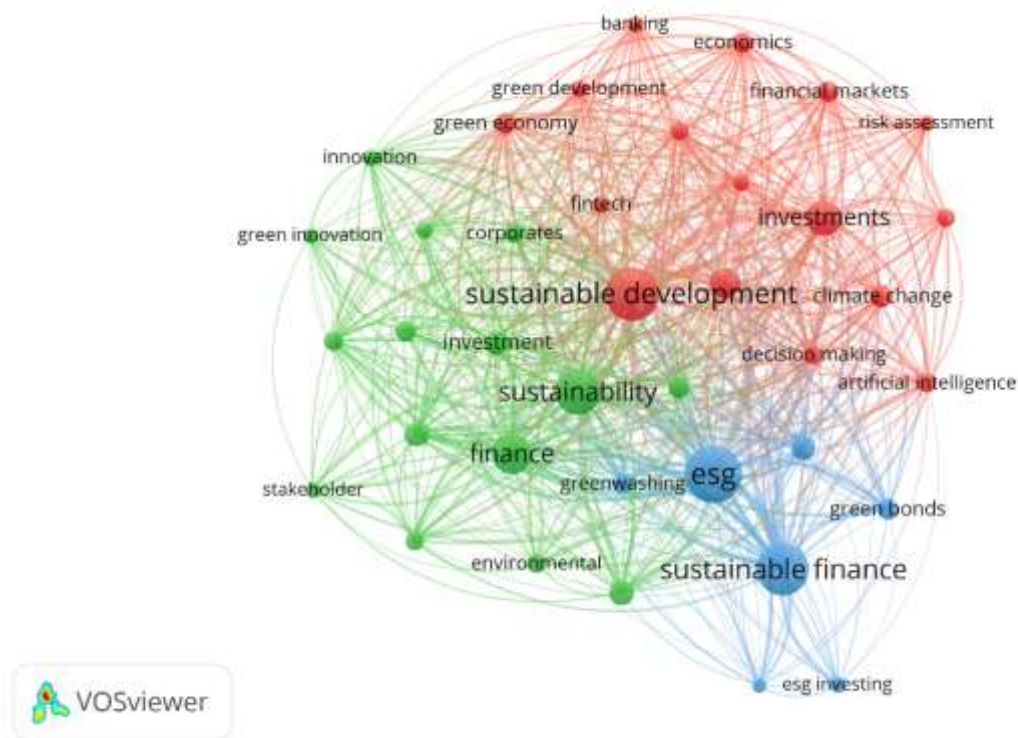 banking
economics
green development
financial markets
green economy
risk assessment
innovation
fintech
investments
green innovation
corporates
sustainable development
climate change
investment
decision making
artificial intelligence
sustainability
finance
esg
greenwashing
stakeholder
green bonds
environmental
sustainable finance
esg investing
VOSviewer